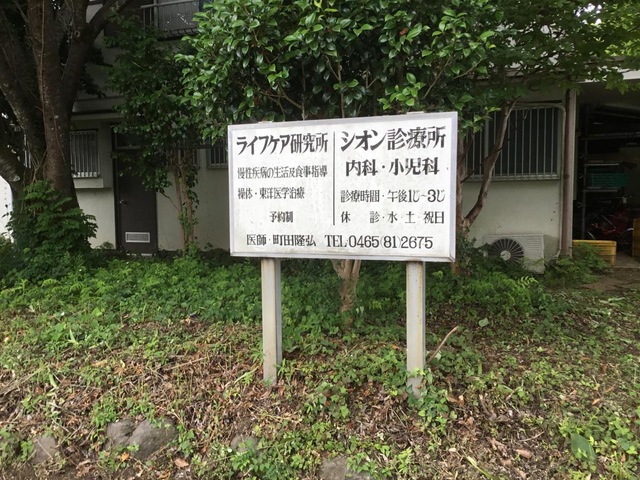 ライフケア研究所
慢性疾病の生活及食事指導
操体・東洋医学治療
予約制
シオン診療所
内科・小児科
診療時間・午後1じ~3じ
休診・水土・祝日
医師・町田隆弘 TEL 0465 81 2675